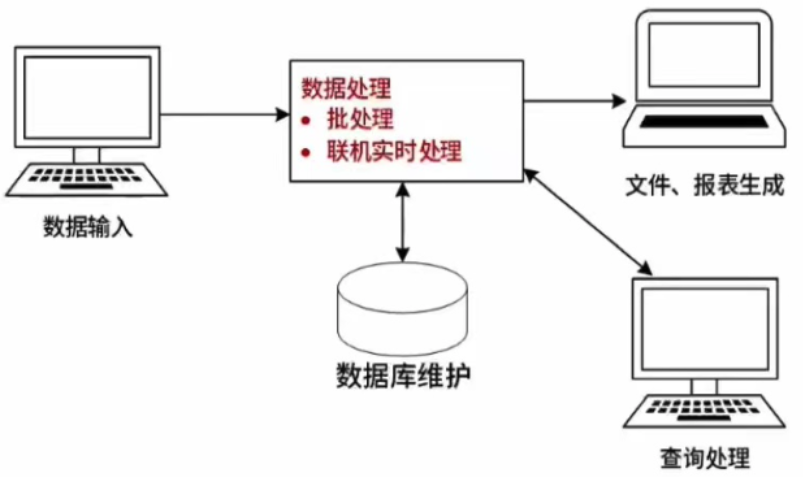 数据处理
• 批处理
• 联机实时处理
数据输入
文件、报表生成
数据库维护
查询处理